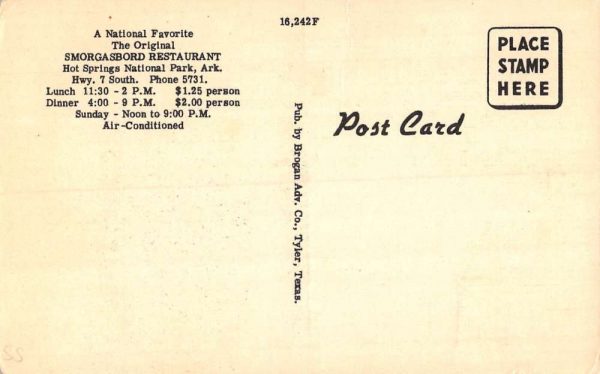 A National Favorite
The Original
SMORGASBORD RESTAURANT
Hot Springs National Park, Ark.
Hwy. 7 South. Phone 5731.
Lunch 11:30 - 2 P.M. $1.25 person
Dinner 4:00 - 9 P.M. $2.00 person
Sunday - Noon to 9:00 P.M.
Air-Conditioned
16,242F
Pub. by Brogan Adv. Co., Tyler, Texas.
Post Card
PLACE
STAMP
HERE
SS